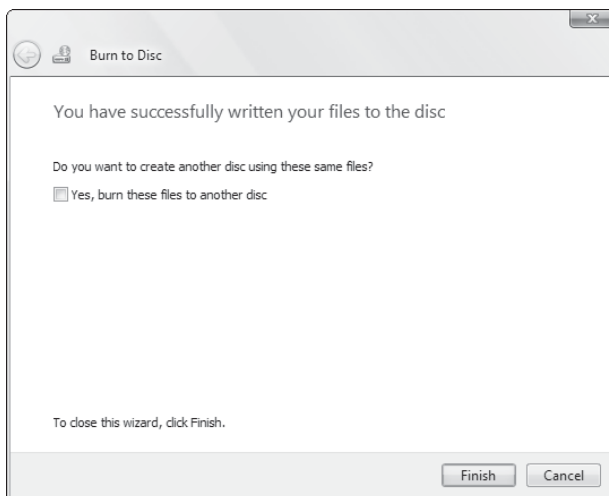 Burn to Disc
You have successfully written your files to the disc
Do you want to create another disc using these same files?
Yes, burn these files to another disc
To close this wizard, click Finish.
Finish Cancel